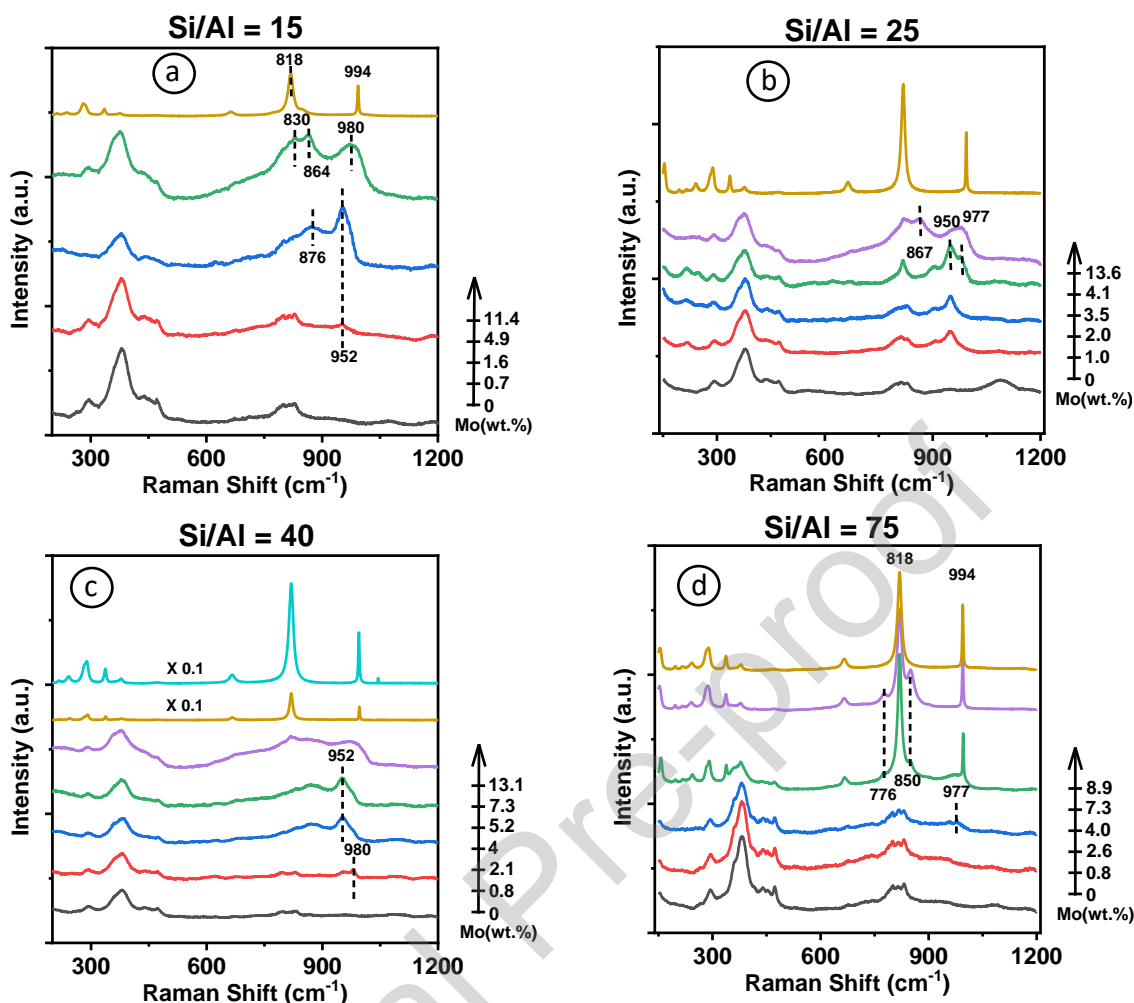 Si/Al = 15
a
818
994
830
980
864
876
952
11.4
4.9
1.6
0.7
0
Mo(wt.%)
Intensity (a.u.)
300 600 900 1200
Raman Shift (cm-1)
Si/Al = 25
b
950
977
867
13.6
4.1
3.5
2.0
1.0
0
Mo(wt.%)
Intensity (a.u.)
300 600 900 1200
Raman Shift (cm-1)
Si/Al = 40
c
X 0.1
X 0.1
952
980
13.1
7.3
5.2
4
2.1
0.8
0
Mo(wt.%)
Intensity (a.u.)
300 600 900 1200
Raman Shift (cm-1)
Si/Al = 75
d
818
994
850
776
977
8.9
7.3
4.0
2.6
0.8
0
Mo(wt.%)
Intensity (a.u.)
300 600 900 1200
Raman Shift (cm-1)
l Pre-proof